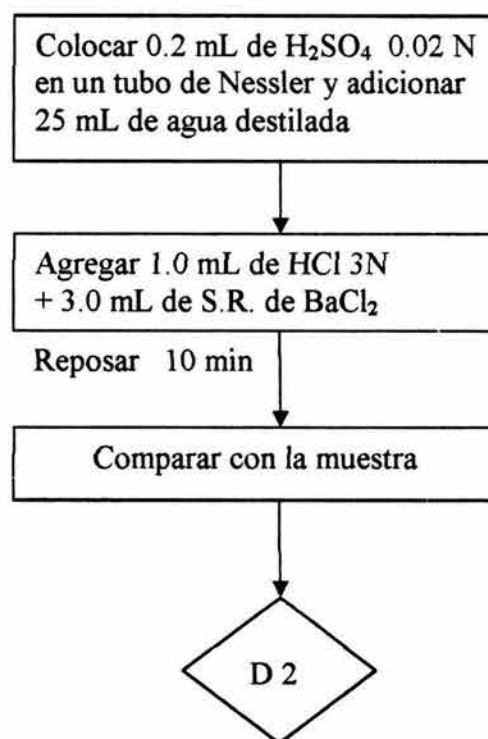 Colocar 0.2 mL de H₂SO₄ 0.02 N
en un tubo de Nessler y adicionar
25 mL de agua destilada
Agregar 1.0 mL de HCl 3N
+ 3.0 mL de S.R. de BaCl₂
Reposar 10 min
Comparar con la muestra
D 2